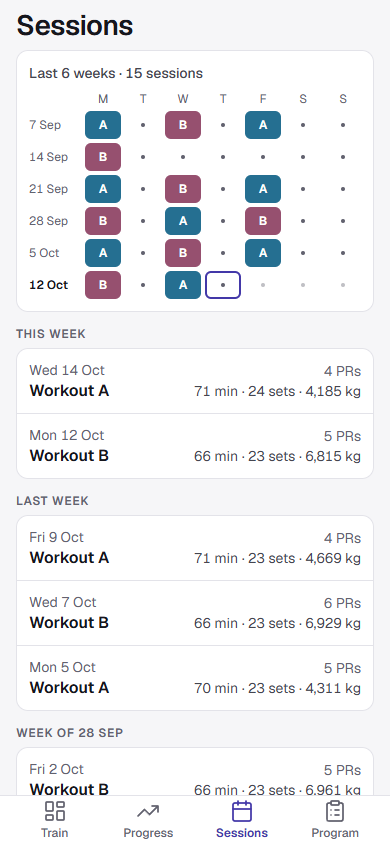 Sessions
Last 6 weeks · 15 sessions
M T W T F S S
7 Sep A · B · A · ·
14 Sep B · · · · · ·
21 Sep A · B · A · ·
28 Sep B · A · B · ·
5 Oct A · B · A · ·
12 Oct B · A · · · ·
THIS WEEK
Wed 14 Oct 4 PRs
Workout A 71 min · 24 sets · 4,185 kg
Mon 12 Oct 5 PRs
Workout B 66 min · 23 sets · 6,815 kg
LAST WEEK
Fri 9 Oct 4 PRs
Workout A 71 min · 23 sets · 4,669 kg
Wed 7 Oct 6 PRs
Workout B 66 min · 23 sets · 6,929 kg
Mon 5 Oct 5 PRs
Workout A 70 min · 23 sets · 4,311 kg
WEEK OF 28 SEP
Fri 2 Oct 5 PRs
Workout B 66 min · 23 sets · 6,961 kg
Train Progress Sessions Program